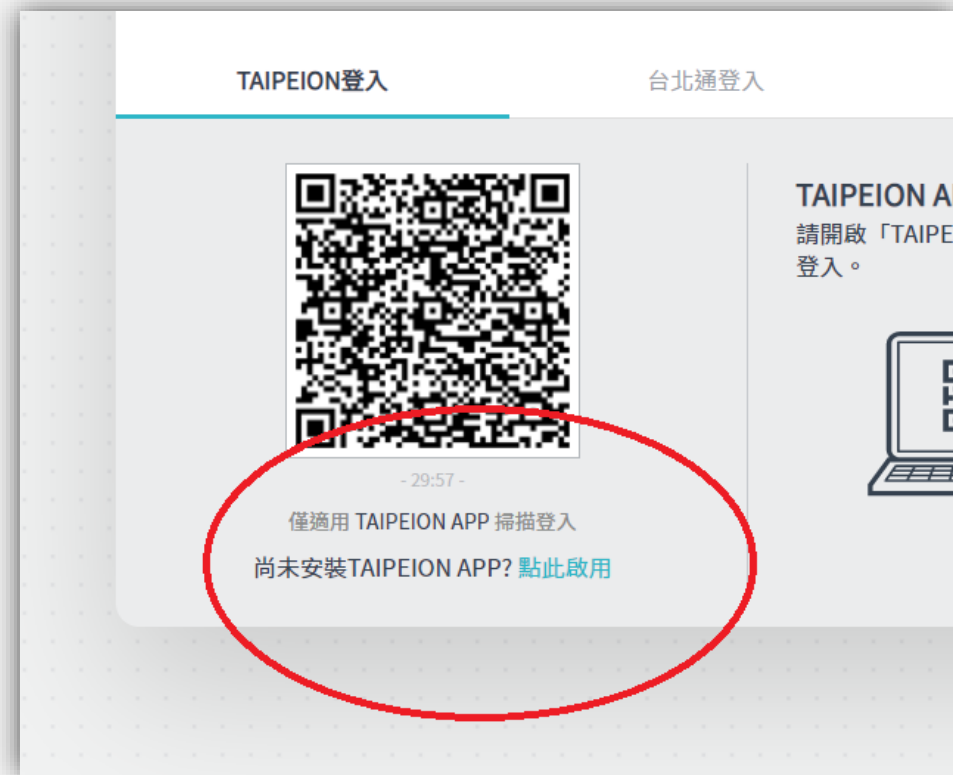 TAIPEION登入
台北通登入
TAIPEION A
請開啟「TAIPE
登入。
- 29:57 -
僅適用 TAIPEION APP 掃描登入
尚未安裝TAIPEION APP? 點此啟用